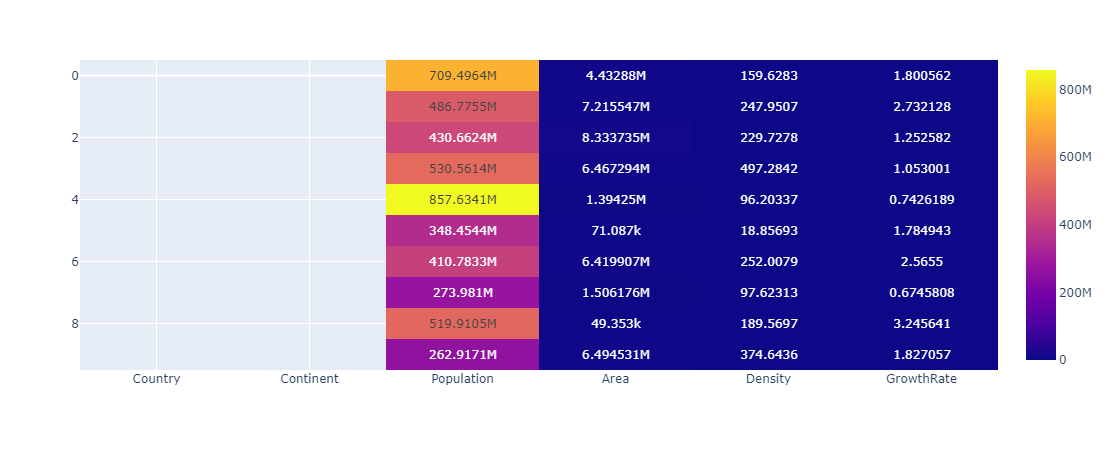 0 709.4964M 4.43288M 159.6283 1.800562
486.7755M 7.215547M 247.9507 2.732128
2 430.6624M 8.333735M 229.7278 1.252582
530.5614M 6.467294M 497.2842 1.053001
4 857.6341M 1.39425M 96.20337 0.7426189
348.4544M 71.087k 18.85693 1.784943
6 410.7833M 6.419907M 252.0079 2.5655
273.981M 1.506176M 97.62313 0.6745808
8 519.9105M 49.353k 189.5697 3.245641
262.9171M 6.494531M 374.6436 1.827057
Country Continent Population Area Density GrowthRate
800M
600M
400M
200M
0